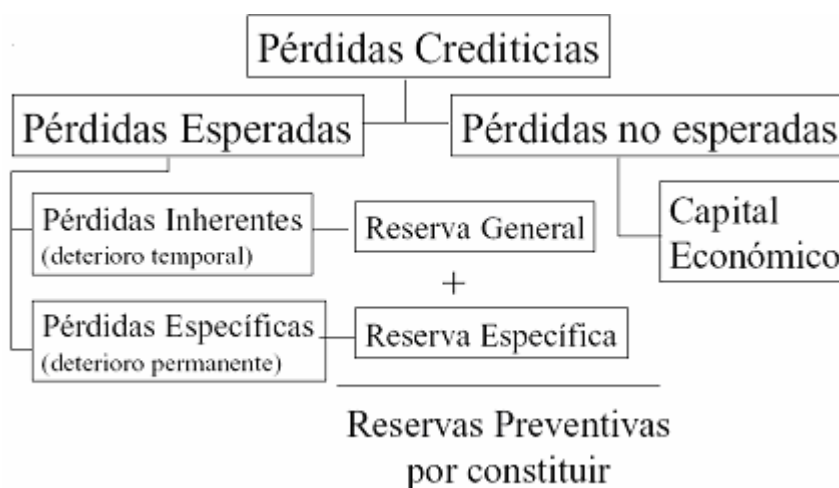 Pérdidas Crediticias
Pérdidas Esperadas
Pérdidas no esperadas
Pérdidas Inherentes
(deterioro temporal)
Reserva General
Capital
Económico
+
Pérdidas Específicas
(deterioro permanente)
Reserva Específica
Reservas Preventivas
por constituir